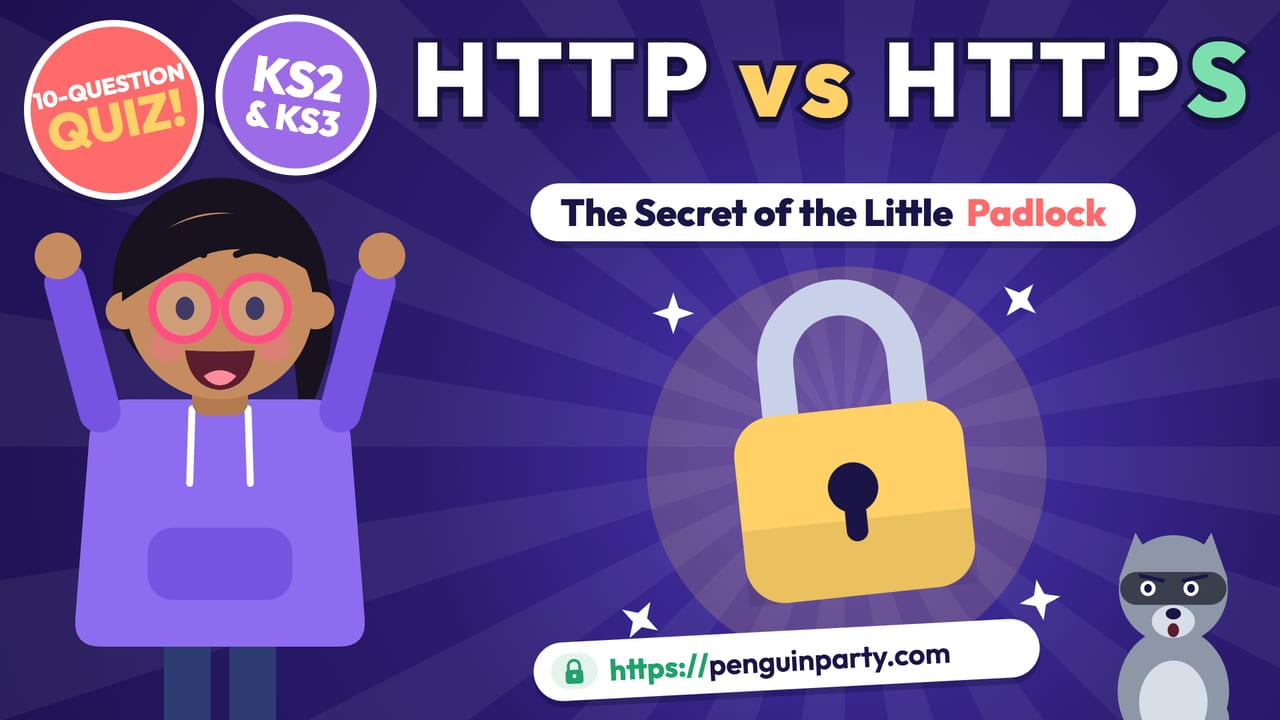 10-QUESTION
QUIZ!
KS2
& KS3
HTTP vs HTTPS
The Secret of the Little Padlock
https://penguinparty.com